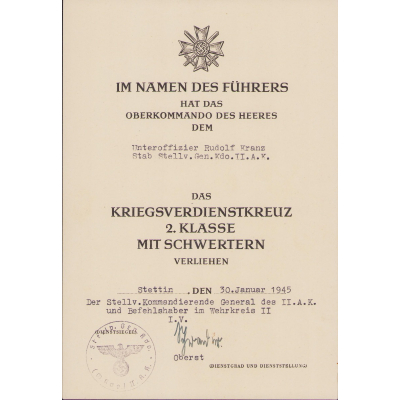 IM NAMEN DES FÜHRERS
HAT DAS
OBERKOMMANDO DES HEERES
DEM
Unteroffizier Rudolf Kranz
Stab Stellv.Gen.Kdo.II.A.K.
DAS
KRIEGSVERDIENSTKREUZ
2. KLASSE
MIT SCHWERTERN
VERLIEHEN
Stettin , DEN 30.Januar 1945
Der Stellv.Kommandierende General des II.A.K.
und Befehlshaber im Wehrkreis II
I.V.
(DIENSTSIEGEL)
Oberst
(DIENSTGRAD UND DIENSTSTELLUNG)